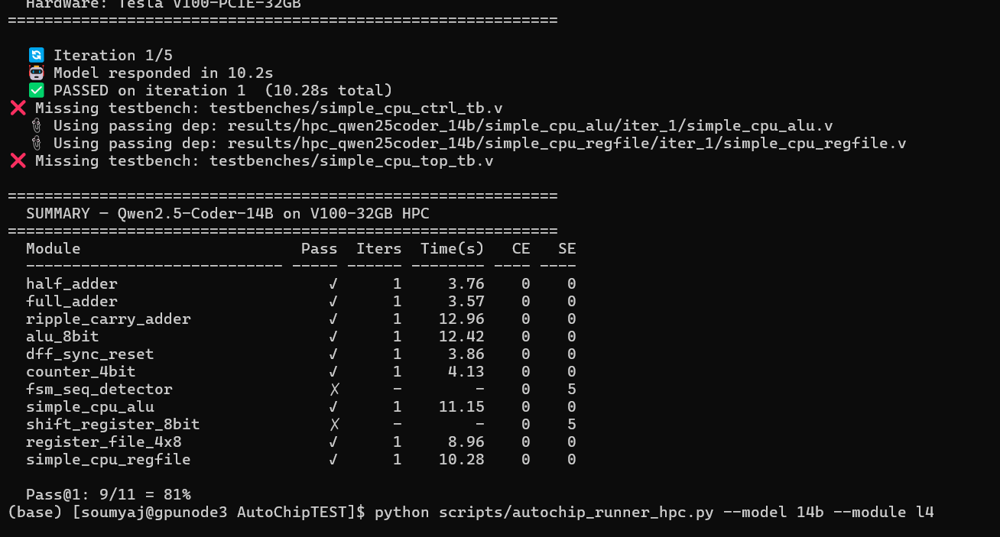 Hardware: Tesla V100-PCIE-32GB
============================================================
🔄 Iteration 1/5
🤖 Model responded in 10.2s
✅ PASSED on iteration 1  (10.28s total)
❌ Missing testbench: testbenches/simple_cpu_ctrl_tb.v
📎 Using passing dep: results/hpc_qwen25coder_14b/simple_cpu_alu/iter_1/simple_cpu_alu.v
📎 Using passing dep: results/hpc_qwen25coder_14b/simple_cpu_regfile/iter_1/simple_cpu_regfile.v
❌ Missing testbench: testbenches/simple_cpu_top_tb.v
============================================================
SUMMARY — Qwen2.5-Coder-14B on V100-32GB HPC
============================================================
Module                        Pass  Iters  Time(s)   CE   SE
---------------------------- ----- ------ -------- ---- ----
half_adder                       ✓      1     3.76    0    0
full_adder                       ✓      1     3.57    0    0
ripple_carry_adder               ✓      1    12.96    0    0
alu_8bit                         ✓      1    12.42    0    0
dff_sync_reset                   ✓      1     3.86    0    0
counter_4bit                     ✓      1     4.13    0    0
fsm_seq_detector                 ✗      —        —    0    5
simple_cpu_alu                   ✓      1    11.15    0    0
shift_register_8bit              ✗      —        —    0    5
register_file_4x8                ✓      1     8.96    0    0
simple_cpu_regfile               ✓      1    10.28    0    0
Pass@1: 9/11 = 81%
(base) [soumyaj@gpunode3 AutoChipTEST]$ python scripts/autochip_runner_hpc.py --model 14b --module l4